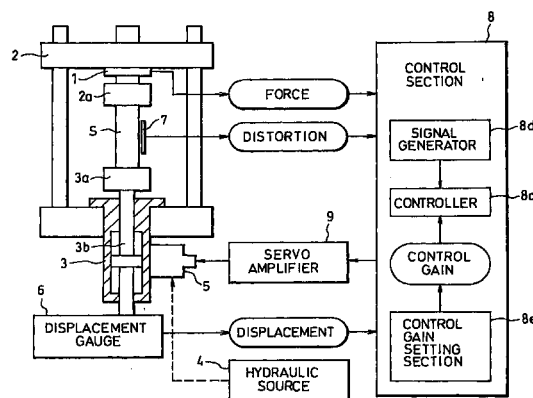 8
2
1
2a
CONTROL
SECTION
FORCE
S
7
DISTORTION
SIGNAL
GENERATOR
8d
3a
CONTROLLER
8a
9
3b
SERVO
AMPLIFIER
CONTROL
GAIN
3
5
6
DISPLACEMENT
GAUGE
DISPLACEMENT
CONTROL
GAIN
SETTING
SECTION
8e
4
HYDRAULIC
SOURCE